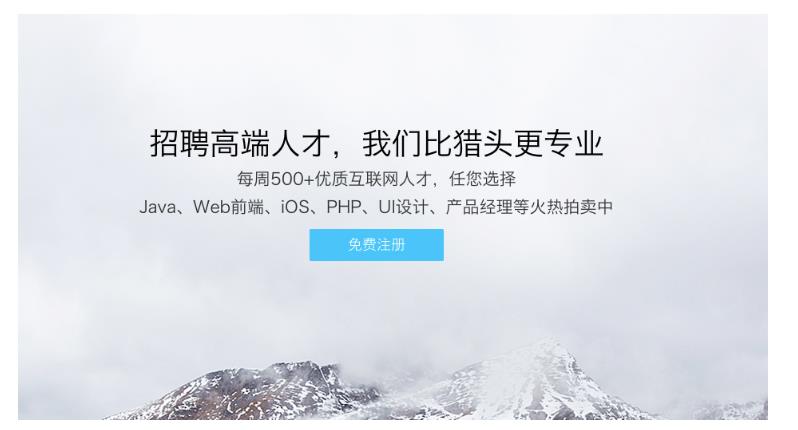 招聘高端人才，我们比猎头更专业
每周500+优质互联网人才，任您选择
Java、Web前端、iOS、PHP、UI设计、产品经理等火热拍卖中
免费注册